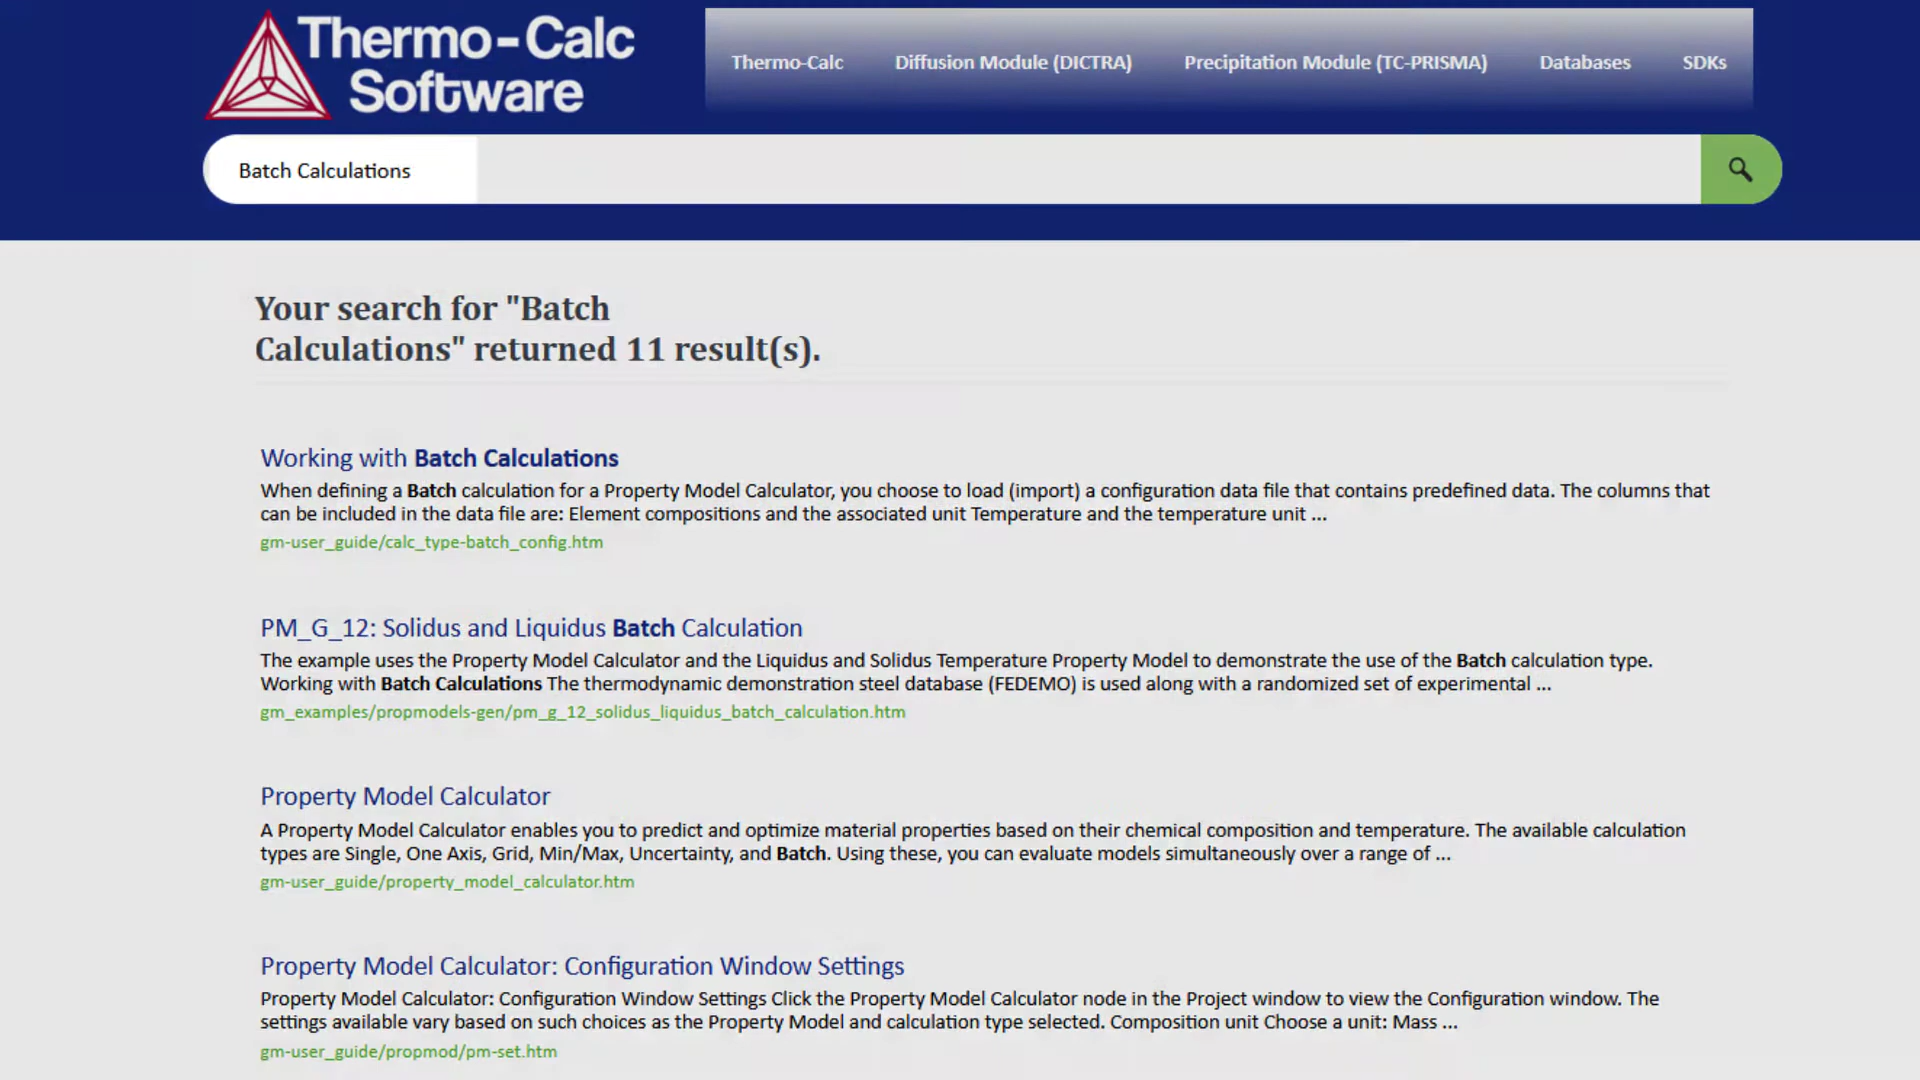 Thermo-Calc
Software
Thermo-Calc
Diffusion Module (DICTRA)
Precipitation Module (TC-PRISMA)
Databases
SDKs
Batch Calculations
Your search for "Batch
Calculations" returned 11 result(s).
Working with Batch Calculations
When defining a Batch calculation for a Property Model Calculator, you choose to load (import) a configuration data file that contains predefined data. The columns that
can be included in the data file are: Element compositions and the associated unit Temperature and the temperature unit ...
gm-user_guide/calc_type-batch_config.htm
PM_G_12: Solidus and Liquidus Batch Calculation
The example uses the Property Model Calculator and the Liquidus and Solidus Temperature Property Model to demonstrate the use of the Batch calculation type.
Working with Batch Calculations The thermodynamic demonstration steel database (FEDEMO) is used along with a randomized set of experimental ...
gm_examples/propmodels-gen/pm_g_12_solidus_liquidus_batch_calculation.htm
Property Model Calculator
A Property Model Calculator enables you to predict and optimize material properties based on their chemical composition and temperature. The available calculation
types are Single, One Axis, Grid, Min/Max, Uncertainty, and Batch. Using these, you can evaluate models simultaneously over a range of ...
gm-user_guide/property_model_calculator.htm
Property Model Calculator: Configuration Window Settings
Property Model Calculator: Configuration Window Settings Click the Property Model Calculator node in the Project window to view the Configuration window. The
settings available vary based on such choices as the Property Model and calculation type selected. Composition unit Choose a unit: Mass ...
gm-user_guide/propmod/pm-set.htm